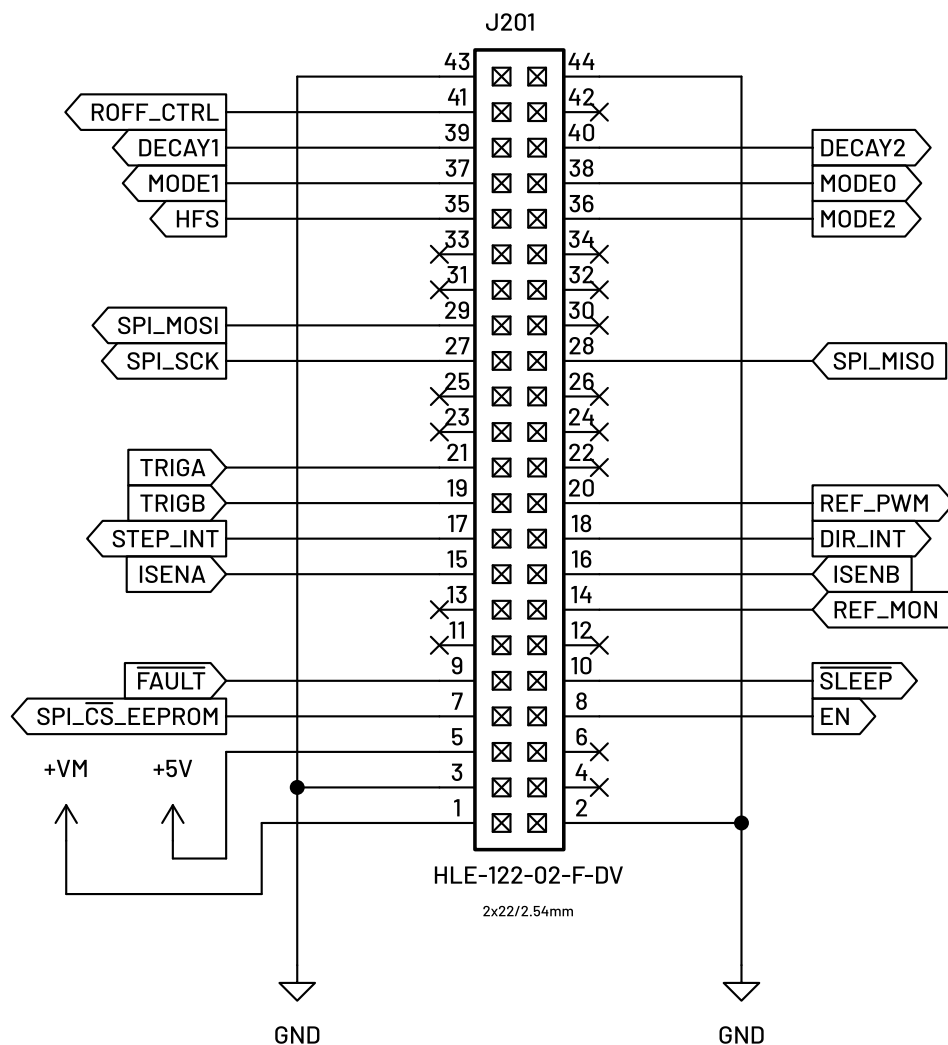 J201
43 44
ROFF_CTRL 41 42
DECAY1 39 40 DECAY2
MODE1 37 38 MODE0
HFS 35 36 MODE2
33 34
31 32
SPI_MOSI 29 30
SPI_SCK 27 28 SPI_MISO
25 26
23 24
TRIGA 21 22
TRIGB 19 20 REF_PWM
STEP_INT 17 18 DIR_INT
ISENA 15 16 ISENB
13 14 REF_MON
11 12
F̅A̅U̅L̅T̅ 9 10 S̅L̅E̅E̅P̅
SPI_C̅S̅_EEPROM 7 8 EN
5 6
+VM +5V 3 4
1 2
HLE-122-02-F-DV
2x22/2.54mm
GND GND